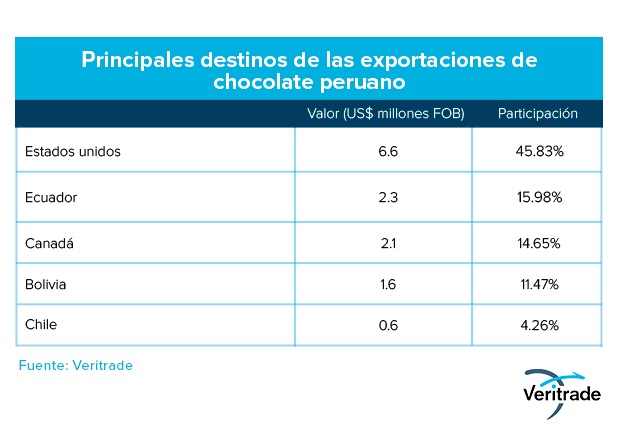 Principales destinos de las exportaciones de
chocolate peruano
Valor (US$ millones FOB) Participación
Estados unidos 6.6 45.83%
Ecuador 2.3 15.98%
Canadá 2.1 14.65%
Bolivia 1.6 11.47%
Chile 0.6 4.26%
Fuente: Veritrade
Veritrade